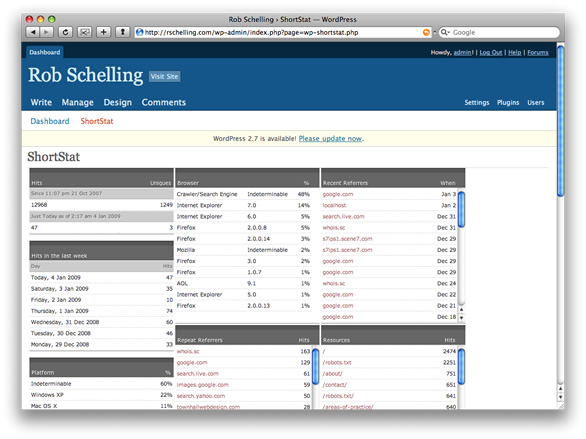 Rob Schelling › ShortStat — WordPress
http://rschelling.com/wp-admin/index.php?page=wp-shortstat.php
Google
Dashboard
Howdy, admin! | Log Out | Help | Forums
Rob Schelling
Visit Site
Write Manage Design Comments
Settings Plugins Users
Dashboard ShortStat
WordPress 2.7 is available! Please update now.
ShortStat
Hits Uniques
Since 11:07 pm 21 Oct 2007
12968 1249
Just Today as of 2:17 am 4 Jan 2009
47 3
Hits in the last week
Day Hits
Today, 4 Jan 2009 47
Saturday, 3 Jan 2009 35
Friday, 2 Jan 2009 10
Thursday, 1 Jan 2009 74
Wednesday, 31 Dec 2008 60
Tuesday, 30 Dec 2008 46
Monday, 29 Dec 2008 33
Platform %
Indeterminable 60%
Windows XP 22%
Mac OS X 11%
Browser %
Crawler/Search Engine Indeterminable 48%
Internet Explorer 7.0 14%
Internet Explorer 6.0 5%
Firefox 2.0.0.8 5%
Firefox 2.0.0.14 3%
Mozilla Indeterminable 2%
Firefox 3.0 2%
Firefox 1.0.7 1%
AOL 9.1 1%
Internet Explorer 5.0 1%
Firefox 2.0.0.13 1%
Recent Referrers When
google.com Jan 3
localhost Jan 2
search.live.com Dec 31
whois.sc Dec 31
s7ips1.scene7.com Dec 29
s7ips1.scene7.com Dec 29
google.com Dec 29
google.com Dec 29
whois.sc Dec 24
google.com Dec 22
google.com Dec 21
google.com Dec 18
Repeat Referrers Hits
whois.sc 163
google.com 129
search.live.com 61
images.google.com 59
search.yahoo.com 50
townhallwebdesign.com 28
Resources Hits
/ 2474
/robots.txt 2251
/about/ 751
/contact/ 651
/robots.txt/ 641
/areas-of-practice/ 640